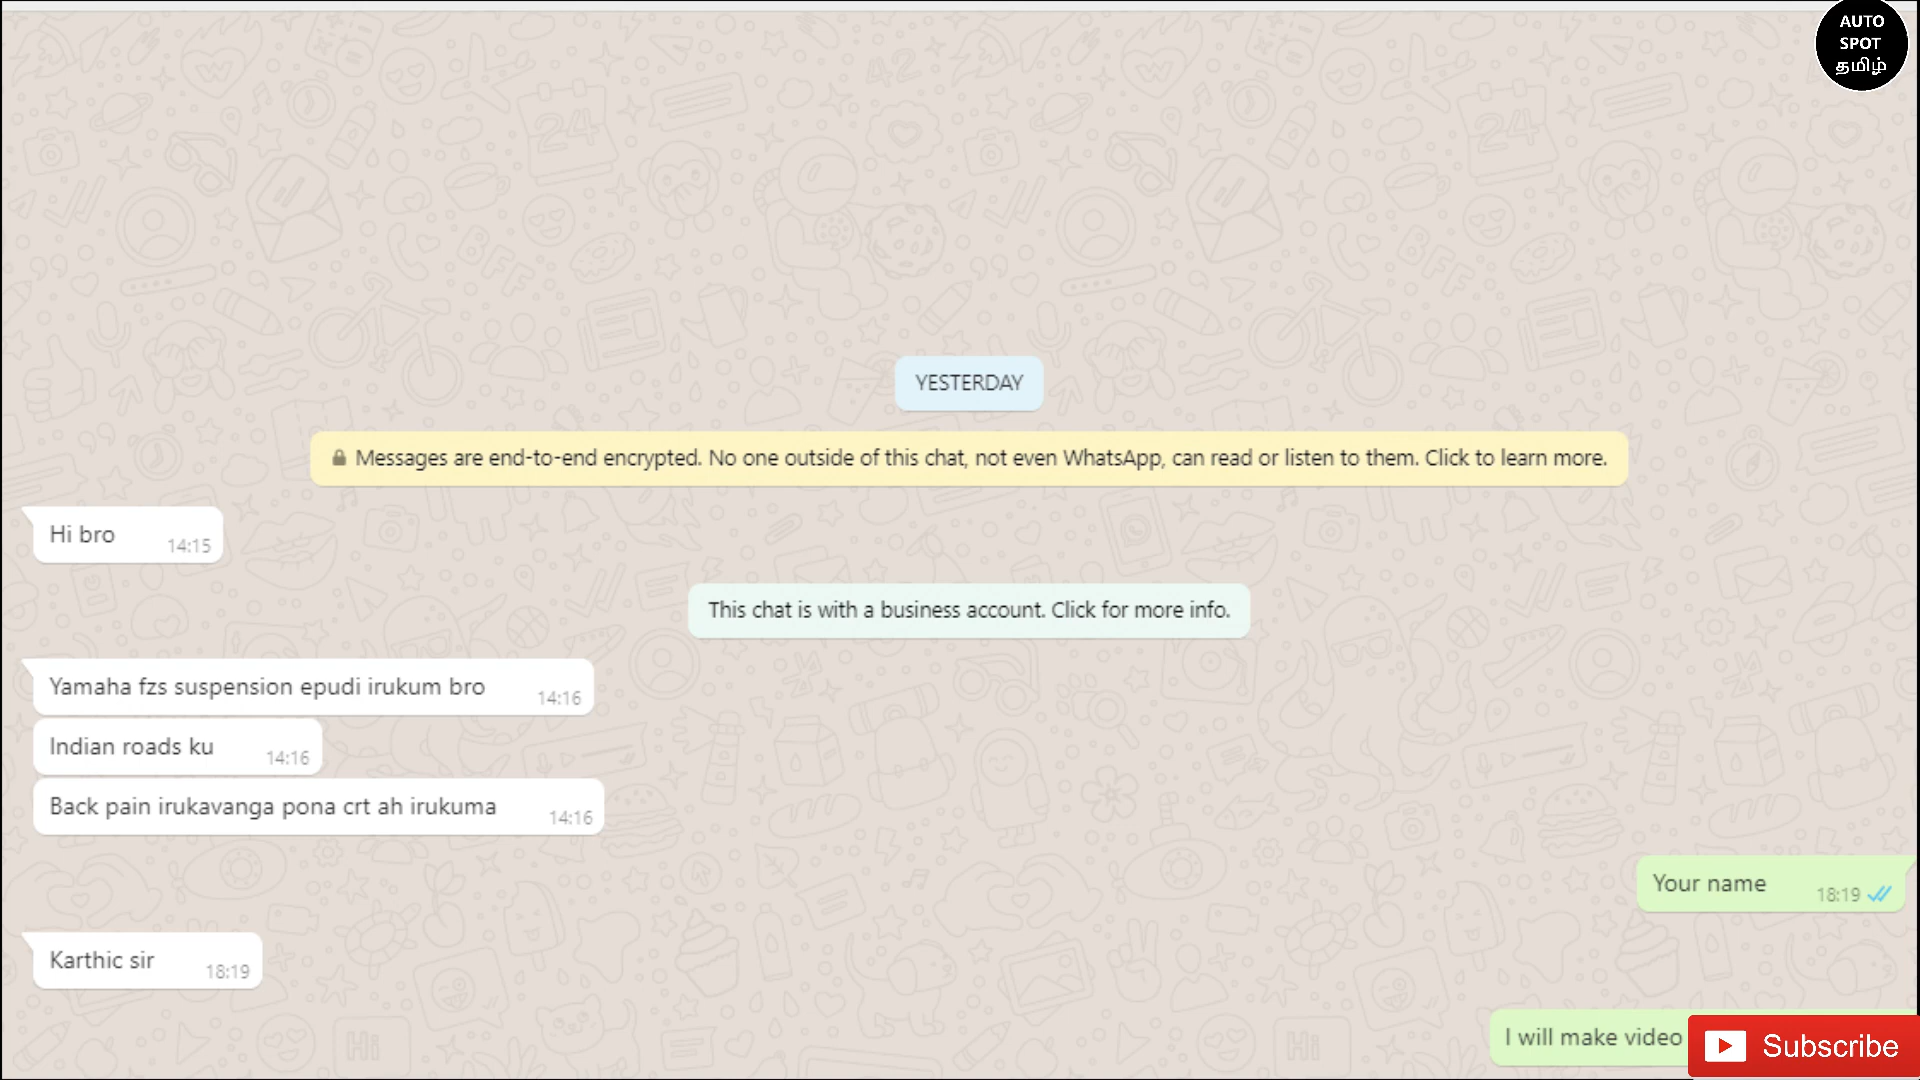 AUTO
SPOT
தமிழ்
YESTERDAY
Messages are end-to-end encrypted. No one outside of this chat, not even WhatsApp, can read or listen to them. Click to learn more.
Hi bro 14:15
This chat is with a business account. Click for more info.
Yamaha fzs suspension epudi irukum bro 14:16
Indian roads ku 14:16
Back pain irukavanga pona crt ah irukuma 14:16
Your name 18:19
Karthic sir 18:19
I will make video
Subscribe